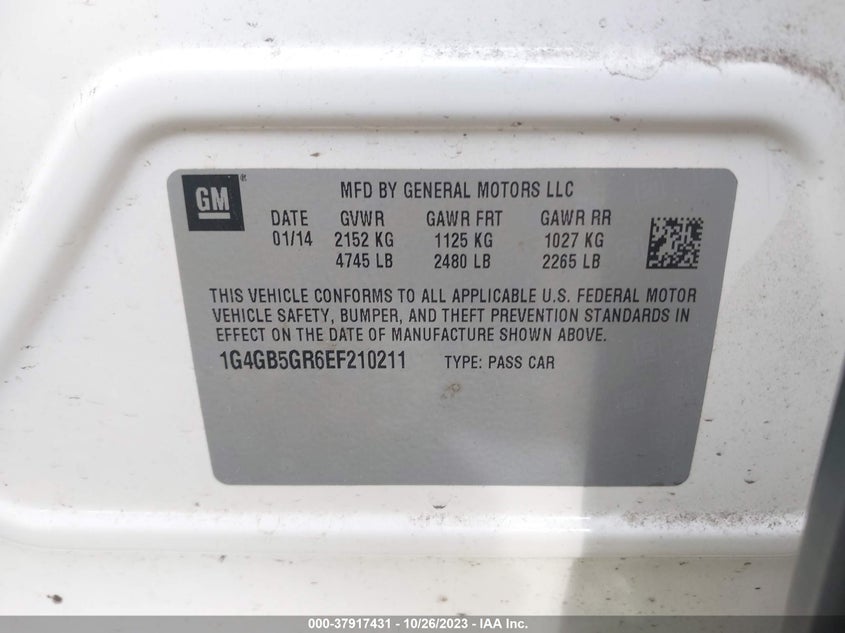 GM ®
MFD BY GENERAL MOTORS LLC
DATE GVWR GAWR FRT GAWR RR
01/14 2152 KG 1125 KG 1027 KG
4745 LB 2480 LB 2265 LB
THIS VEHICLE CONFORMS TO ALL APPLICABLE U.S. FEDERAL MOTOR
VEHICLE SAFETY, BUMPER, AND THEFT PREVENTION STANDARDS IN
EFFECT ON THE DATE OF MANUFACTURE SHOWN ABOVE.
1G4GB5GR6EF210211 TYPE: PASS CAR
000-37917431 - 10/26/2023 - IAA Inc.